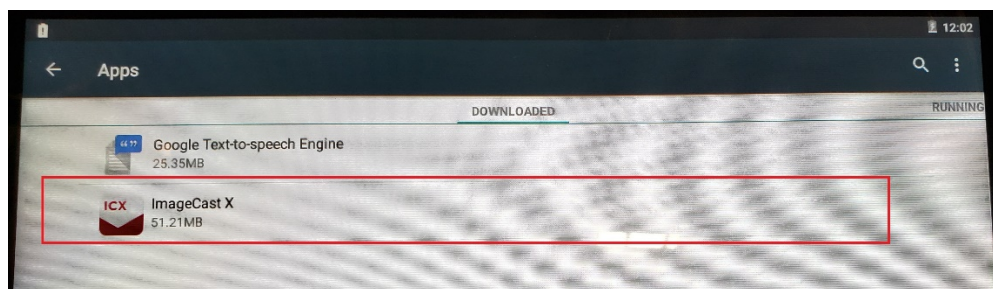 12:02
Apps
DOWNLOADED
RUNNING
Google Text-to-speech Engine
25.35MB
ICX
ImageCast X
51.21MB